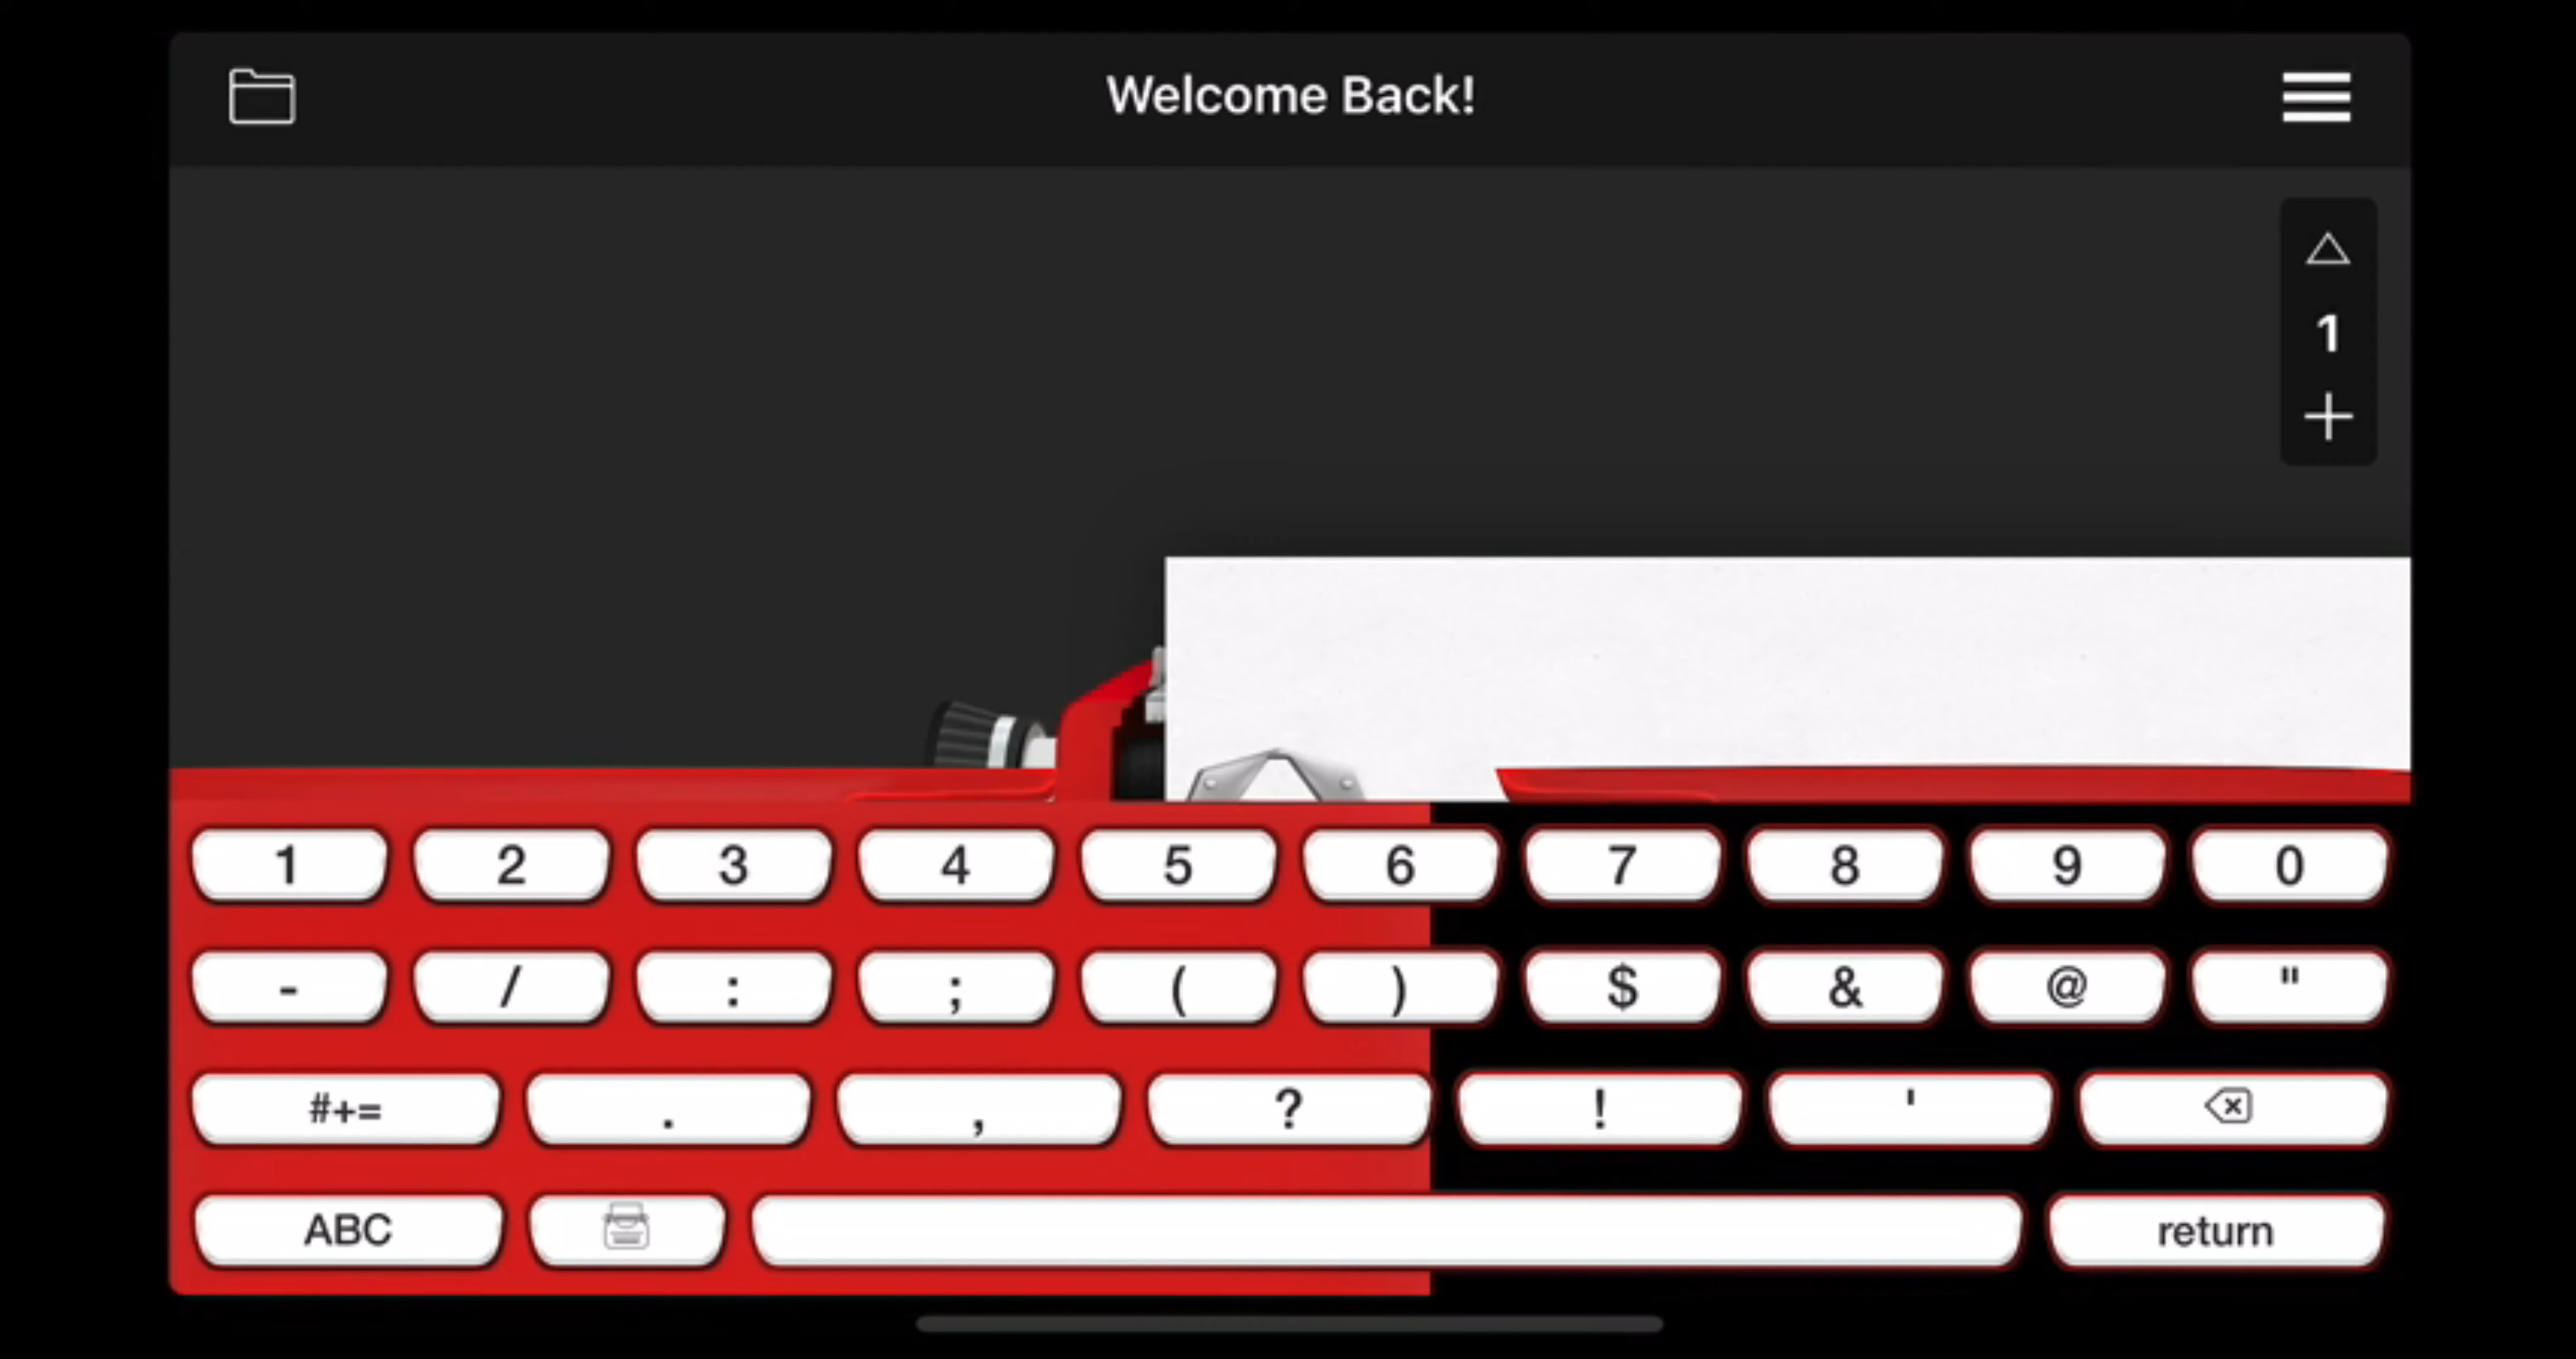 Welcome Back!
1
1 2 3 4 5 6 7 8 9 0
- / : ; ( ) $ & @ "
#+= . , ? ! '
ABC return